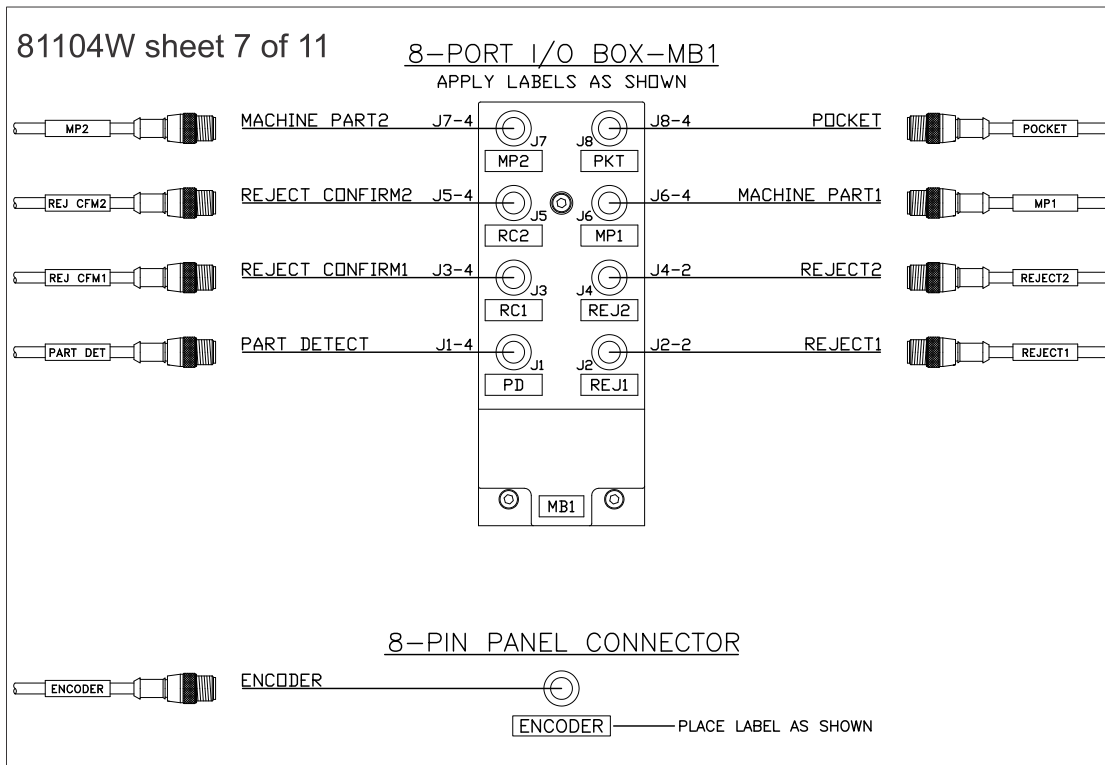 81104W sheet 7 of 11
8-PORT I/O BOX-MB1
APPLY LABELS AS SHOWN
MP2 MACHINE PART2 J7-4 J7 J8 J8-4 POCKET POCKET
MP2 PKT
REJ CFM2 REJECT CONFIRM2 J5-4 J5 J6 J6-4 MACHINE PART1 MP1
RC2 MP1
REJ CFM1 REJECT CONFIRM1 J3-4 J3 J4 J4-2 REJECT2 REJECT2
RC1 REJ2
PART DET PART DETECT J1-4 J1 J2 J2-2 REJECT1 REJECT1
PD REJ1
MB1
8-PIN PANEL CONNECTOR
ENCODER ENCODER
ENCODER PLACE LABEL AS SHOWN